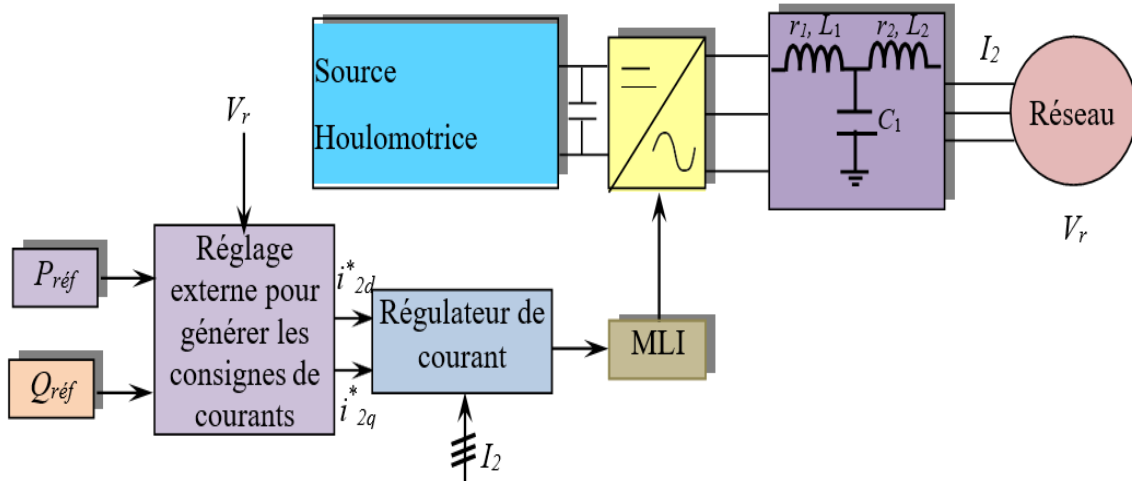 Source
Houlomotrice
r1, L1
r2, L2
C1
I2
Réseau
Vr
Vr
Préf
Qréf
Réglage
externe pour
générer les
consignes de
courants
i*2d
i*2q
Régulateur de
courant
I2
MLI